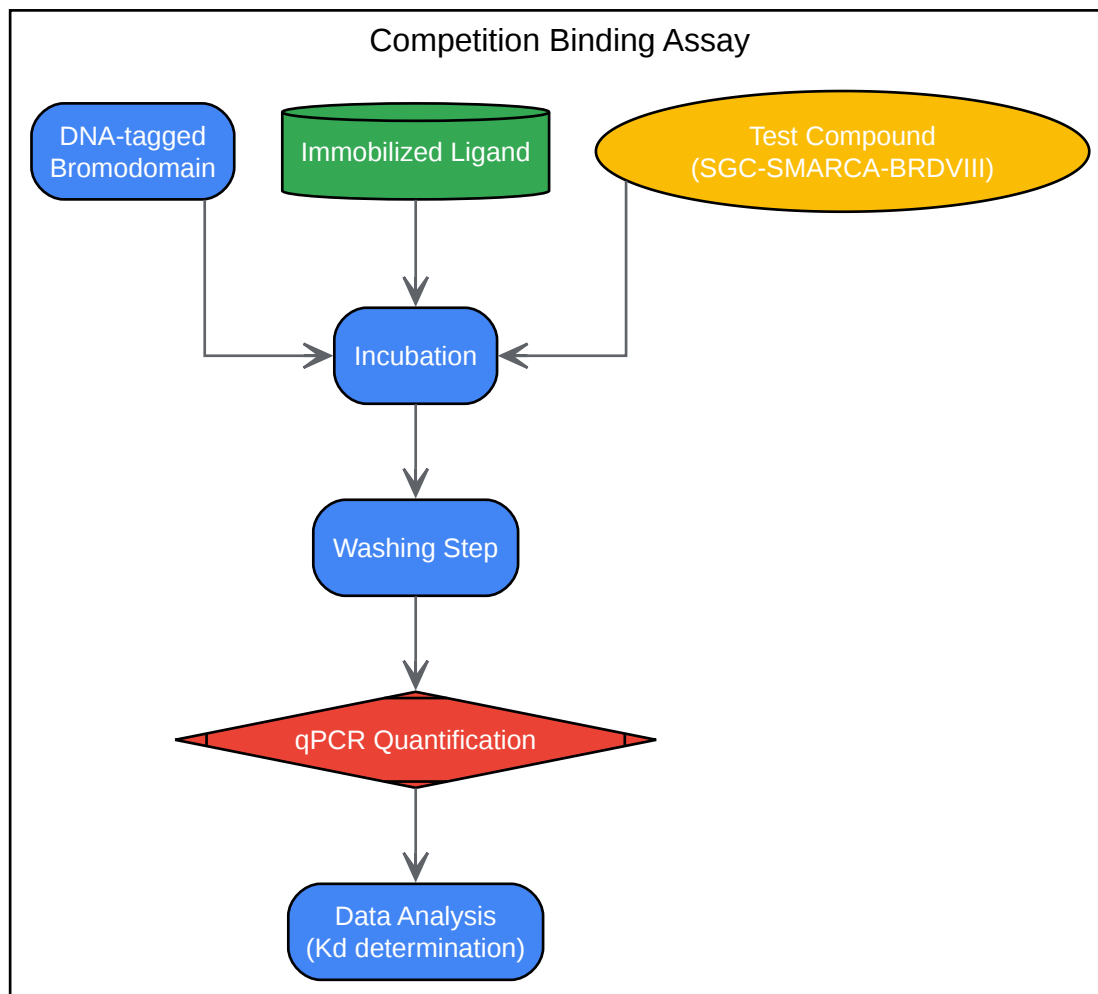 Competition Binding Assay
DNA-tagged
Bromodomain
Immobilized Ligand
Test Compound
(SGC-SMARCA-BRDVIII)
Incubation
Washing Step
qPCR Quantification
Data Analysis
(Kd determination)